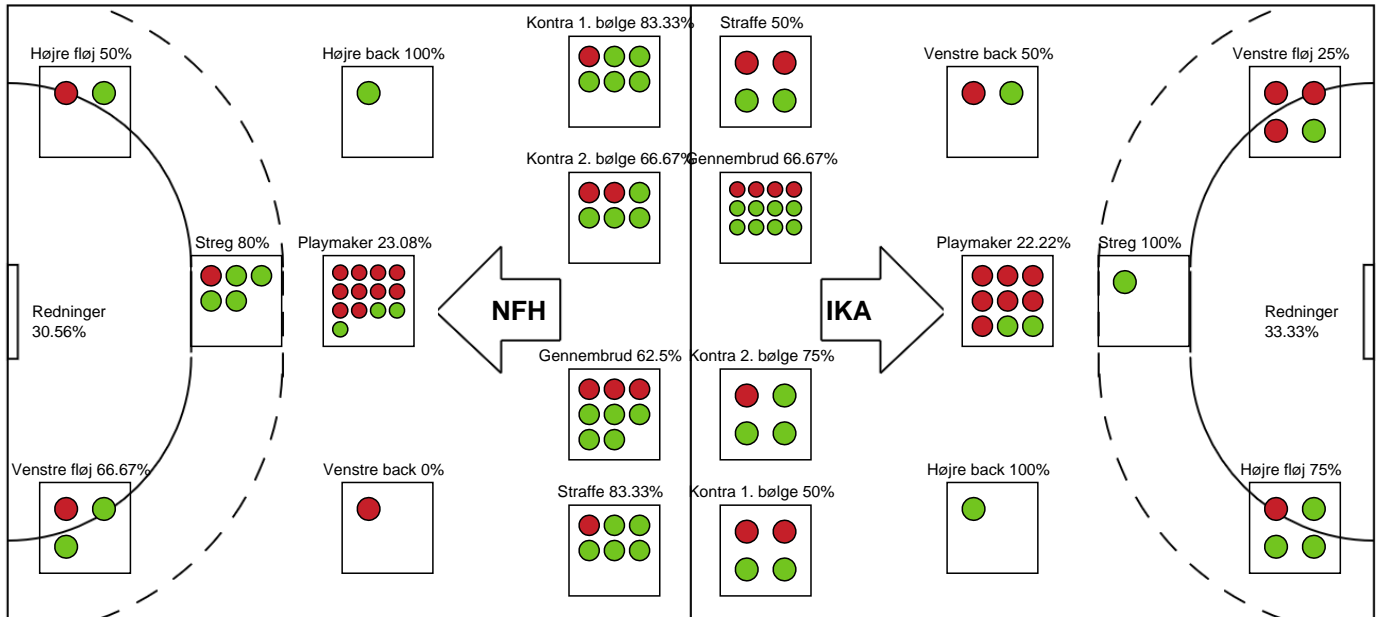 Kontra 1. bølge 83.33%
Straffe 50%
Højre fløj 50%
Højre back 100%
Venstre back 50%
Venstre fløj 25%
Kontra 2. bølge 66.67%
Gennembrud 66.67%
Streg 80%
Playmaker 23.08%
Playmaker 22.22%
Streg 100%
Redninger
30.56%
NFH
IKA
Redninger
33.33%
Gennembrud 62.5%
Kontra 2. bølge 75%
Venstre fløj 66.67%
Venstre back 0%
Højre back 100%
Højre fløj 75%
Straffe 83.33%
Kontra 1. bølge 50%